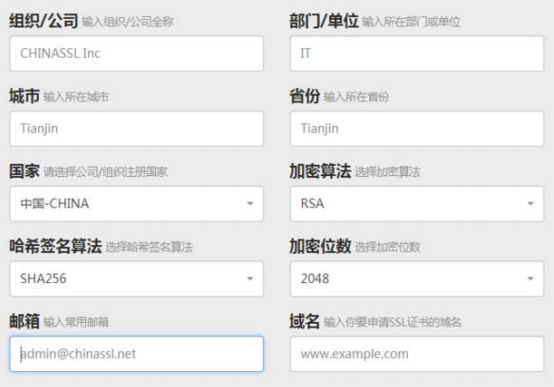 组织/公司 输入组织/公司全称 部门/单位 输入所在部门或单位
CHINASSL Inc IT
城市 输入所在城市 省份 输入所在省份
Tianjin Tianjin
国家 请选择公司/组织注册国家 加密算法 选择加密算法
中国-CHINA RSA
哈希签名算法 选择哈希签名算法 加密位数 选择加密位数
SHA256 2048
邮箱 输入常用邮箱 域名 输入你要申请SSL证书的域名
admin@chinassl.net www.example.com